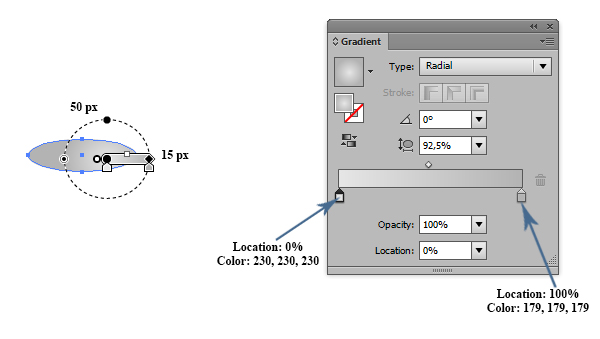 Gradient
Type: Radial
Stroke:
0°
92,5%
Opacity: 100%
Location: 0%
50 px
15 px
Location: 0%
Color: 230, 230, 230
Location: 100%
Color: 179, 179, 179